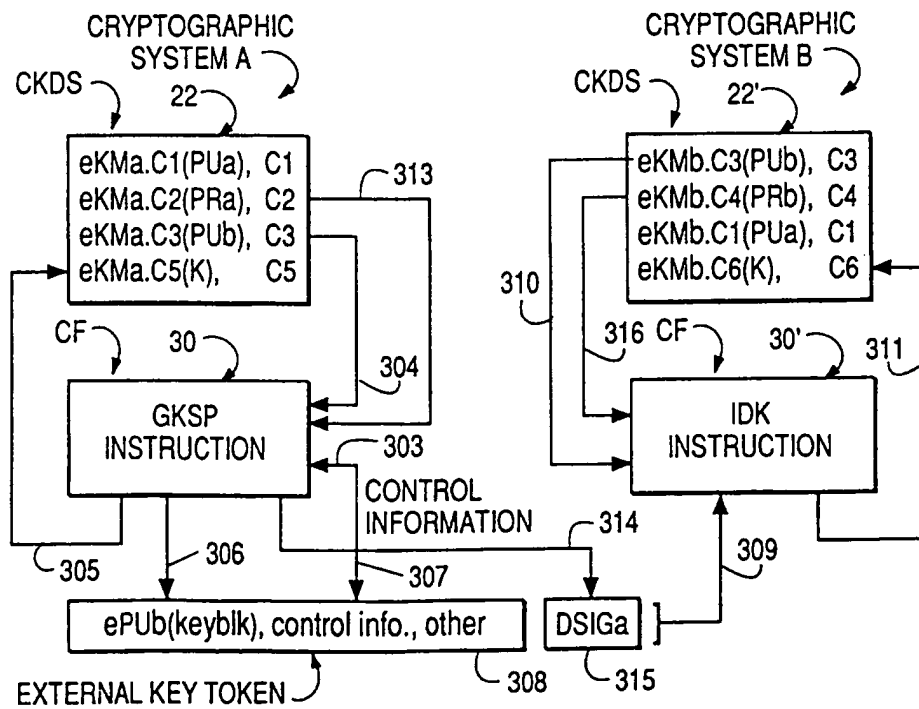 CRYPTOGRAPHIC
SYSTEM A
CKDS
22
eKMa.C1(PUa), C1
eKMa.C2(PRa), C2
eKMa.C3(PUb), C3
eKMa.C5(K), C5
313
CF
30
304
GKSP
INSTRUCTION
303
CONTROL
INFORMATION
305
306
307
314
ePUb(keyblk), control info., other
EXTERNAL KEY TOKEN
308
DSIGa
315
CRYPTOGRAPHIC
SYSTEM B
CKDS
22'
eKMb.C3(PUb), C3
eKMb.C4(PRb), C4
eKMb.C1(PUa), C1
eKMb.C6(K), C6
310
316
CF
30'
311
IDK
INSTRUCTION
309